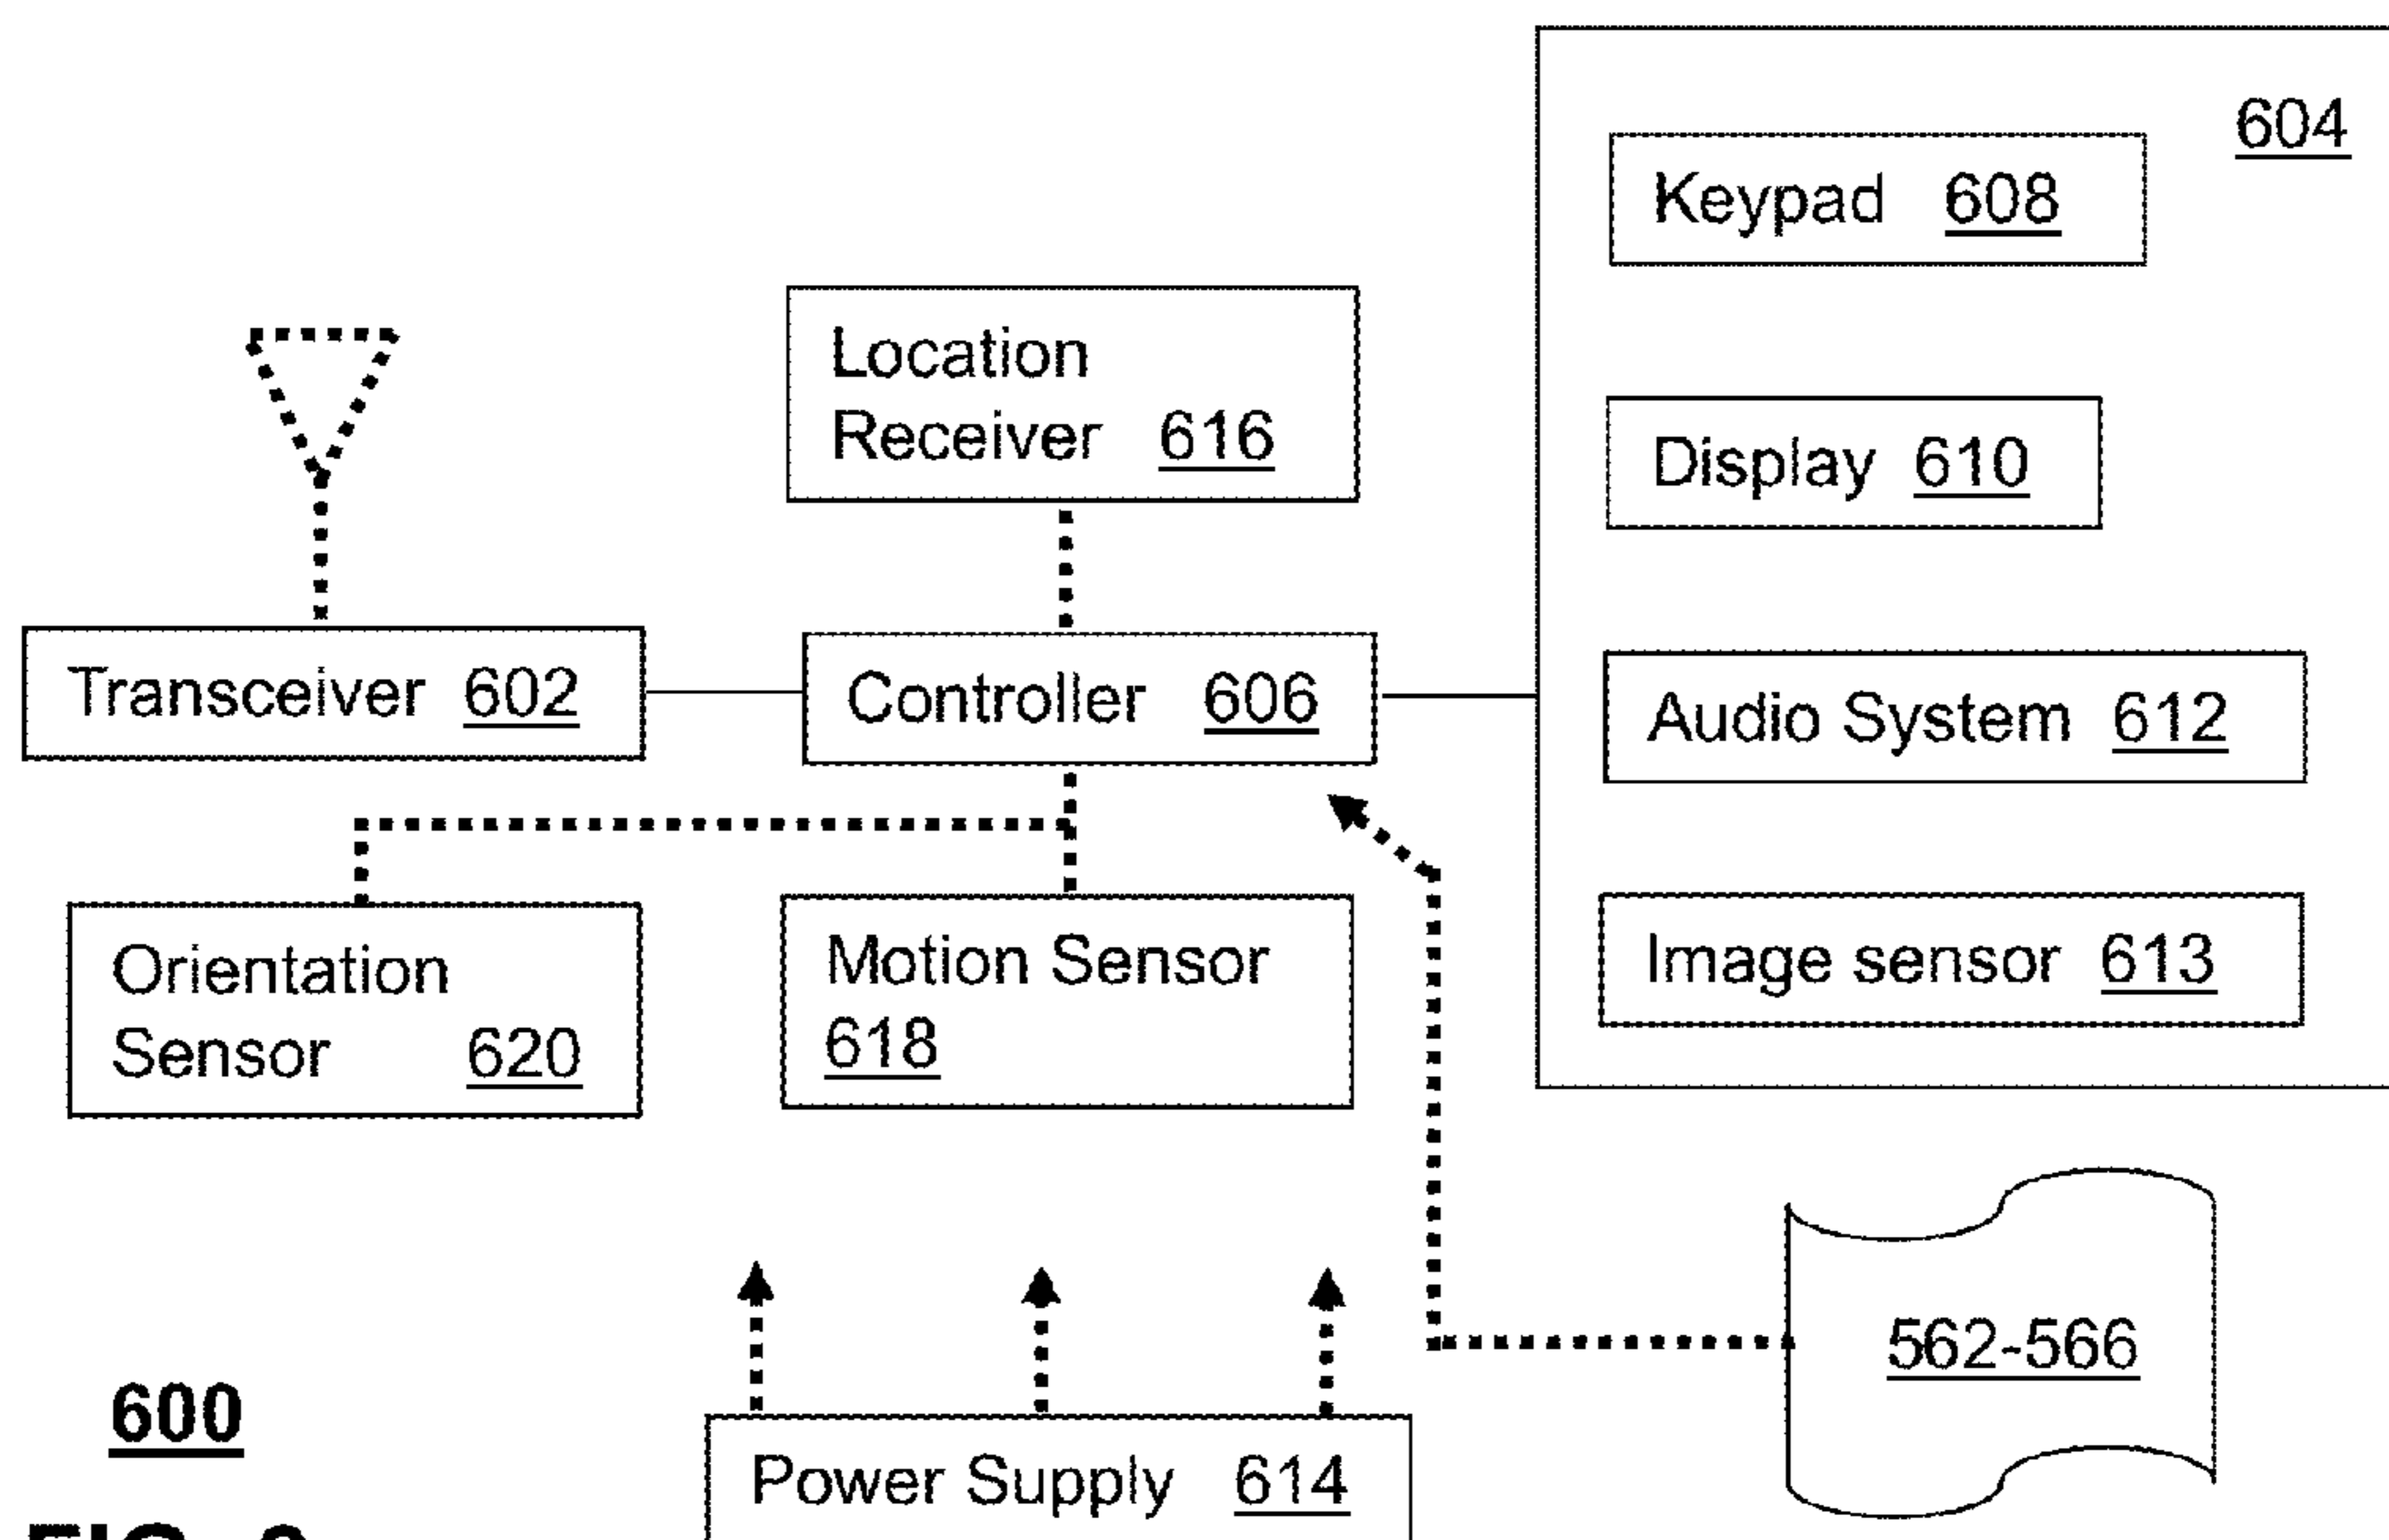 604
Keypad 608
Location
Receiver 616
Display 610
Transceiver 602
Controller 606
Audio System 612
Orientation
Sensor 620
Motion Sensor
618
Image sensor 613
562-566
600
Power Supply 614